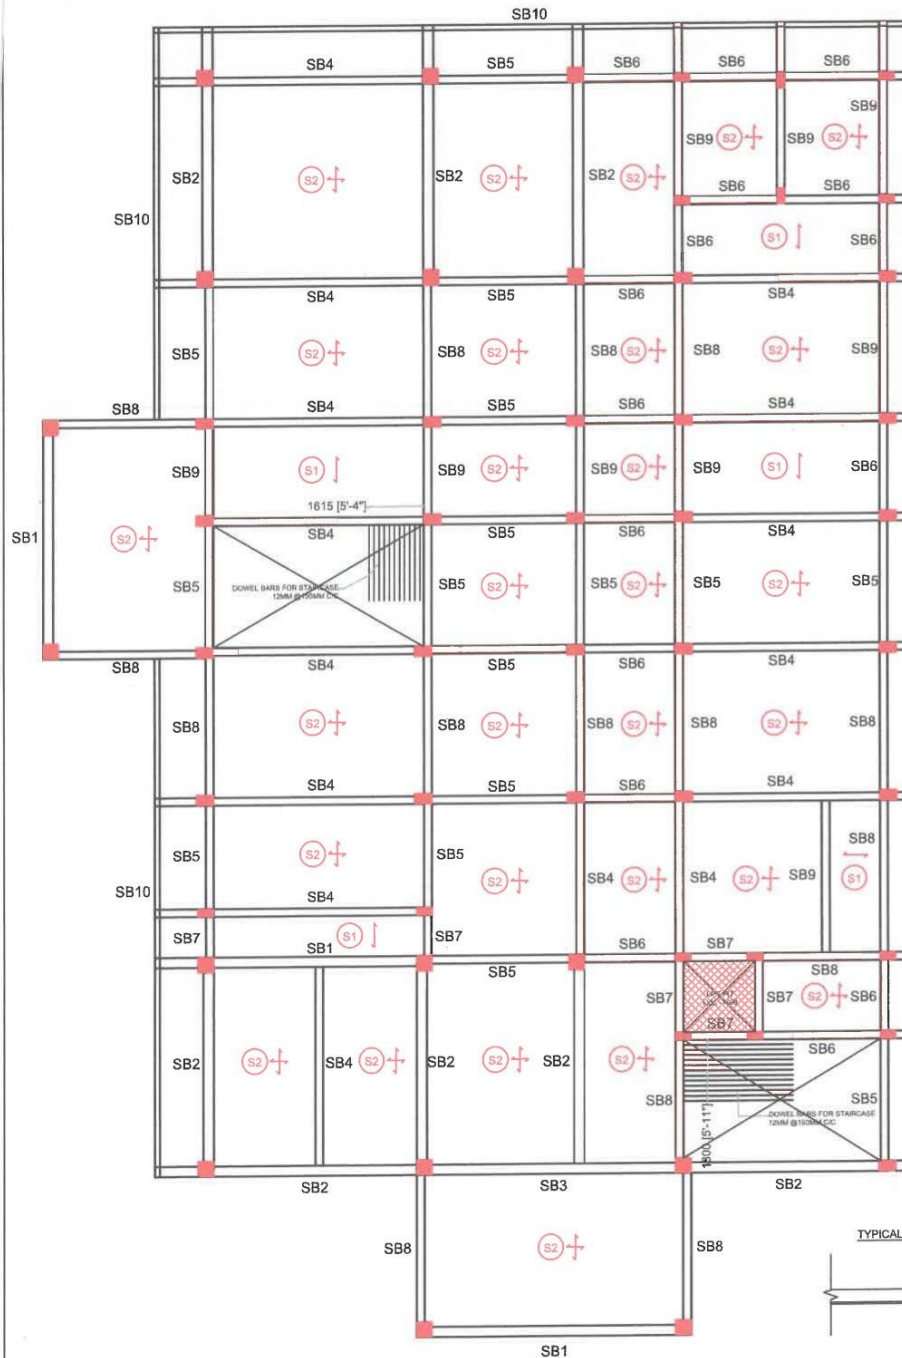 SB10
SB4 SB5 SB6 SB6 SB6
SB9
SB9 S2 SB9 S2
SB2 S2 SB2 S2 SB2 S2
SB6 SB6
SB10
SB6 S1 SB6
SB4 SB5 SB6 SB4
SB5 S2 SB8 S2 SB8 S2 SB8 S2 SB9
SB8 SB4 SB5 SB6 SB4
SB9 S1 SB9 S2 SB9 S2 SB9 S1 SB6
1615 [5'-4"]
SB4 SB5 SB6 SB4
SB1 S2
SB5 DOWEL BARS FOR STAIRCASE SB5 S2 SB5 S2 SB5 S2 SB5
12MM @150MM C/C
SB8 SB4 SB5 SB6 SB4
SB8 S2 SB8 S2 SB8 S2 SB8 S2 SB8
SB4 SB5 SB6 SB4
SB8
SB5 S2 SB5
SB10 S2 SB4 S2 SB4 S2 SB9 S1
SB4
SB7 S1 SB7
SB1 SB6 SB7
SB5 SB8
SB7 SB7 S2 SB6
SB7
SB6
SB2 S2 SB4 S2 SB2 S2 SB2 S2
SB8 SB5
DOWEL BARS FOR STAIRCASE
12MM @150MM C/C
1800 [5'-11"]
SB2 SB3 SB2
SB8 S2 SB8
TYPICAL
SB1